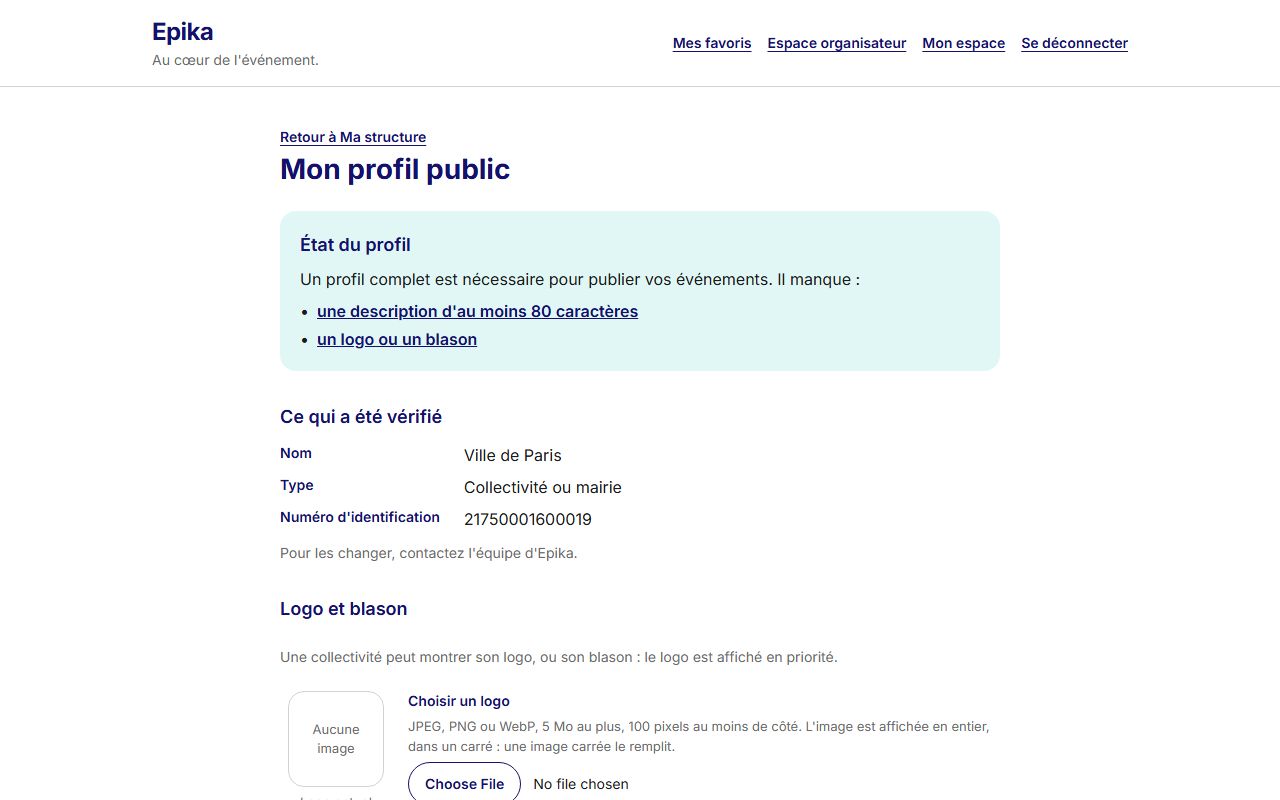 Epika
Au cœur de l'événement.
Mes favoris
Espace organisateur
Mon espace
Se déconnecter
Retour à Ma structure
Mon profil public
État du profil
Un profil complet est nécessaire pour publier vos événements. Il manque :
• une description d'au moins 80 caractères
• un logo ou un blason
Ce qui a été vérifié
Nom
Ville de Paris
Type
Collectivité ou mairie
Numéro d'identification
21750001600019
Pour les changer, contactez l'équipe d'Epika.
Logo et blason
Une collectivité peut montrer son logo, ou son blason : le logo est affiché en priorité.
Aucune
image
Choisir un logo
JPEG, PNG ou WebP, 5 Mo au plus, 100 pixels au moins de côté. L'image est affichée en entier,
dans un carré : une image carrée le remplit.
Choose File
No file chosen